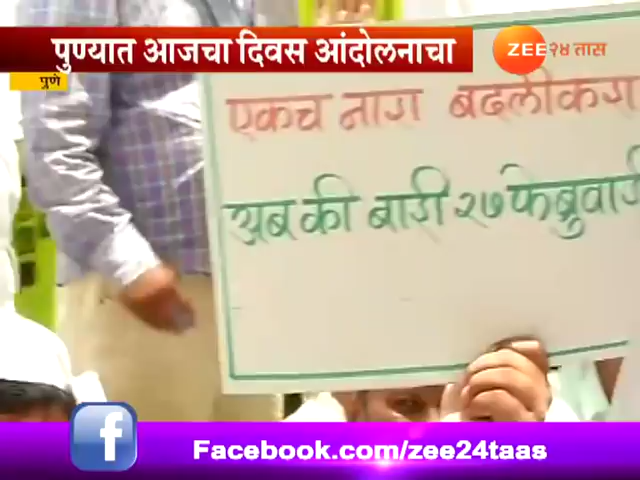 पुण्यात आजचा दिवस आंदोलनाचा
ZEE २४ तास
पुणे
एकच नारा बदलीकरा
अब की बारी २७ फेब्रुवारी
f
Facebook.com/zee24taas